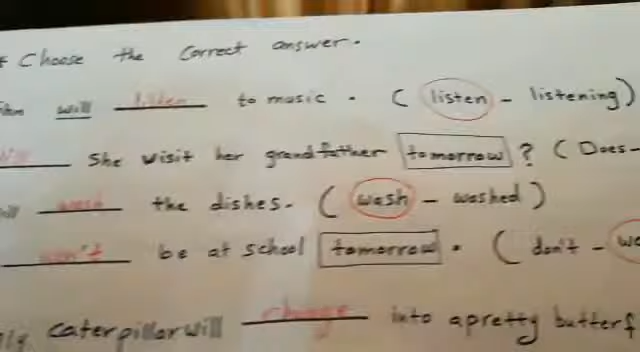 Choose the Correct answer.
will listen to music. (listen - listening)
She visit her grandfather tomorrow? (Does-
wash the dishes. (wash - washed)
won't be at school tomorrow. (don't -
caterpillar will change into apretty butterf